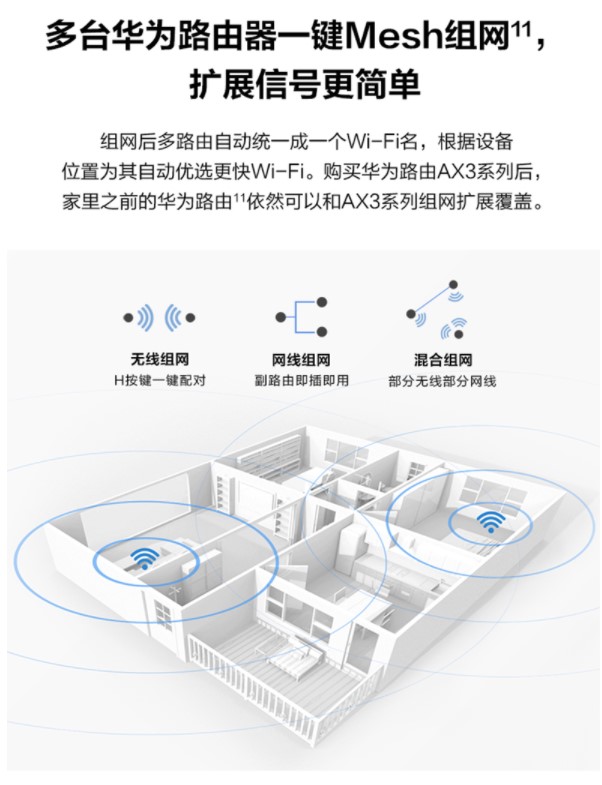 多台华为路由器一键Mesh组网11，
扩展信号更简单
组网后多路由自动统一成一个Wi-Fi名，根据设备
位置为其自动优选更快Wi-Fi。购买华为路由AX3系列后，
家里之前的华为路由11依然可以和AX3系列组网扩展覆盖。
无线组网
H按键一键配对
网线组网
副路由即插即用
混合组网
部分无线部分网线